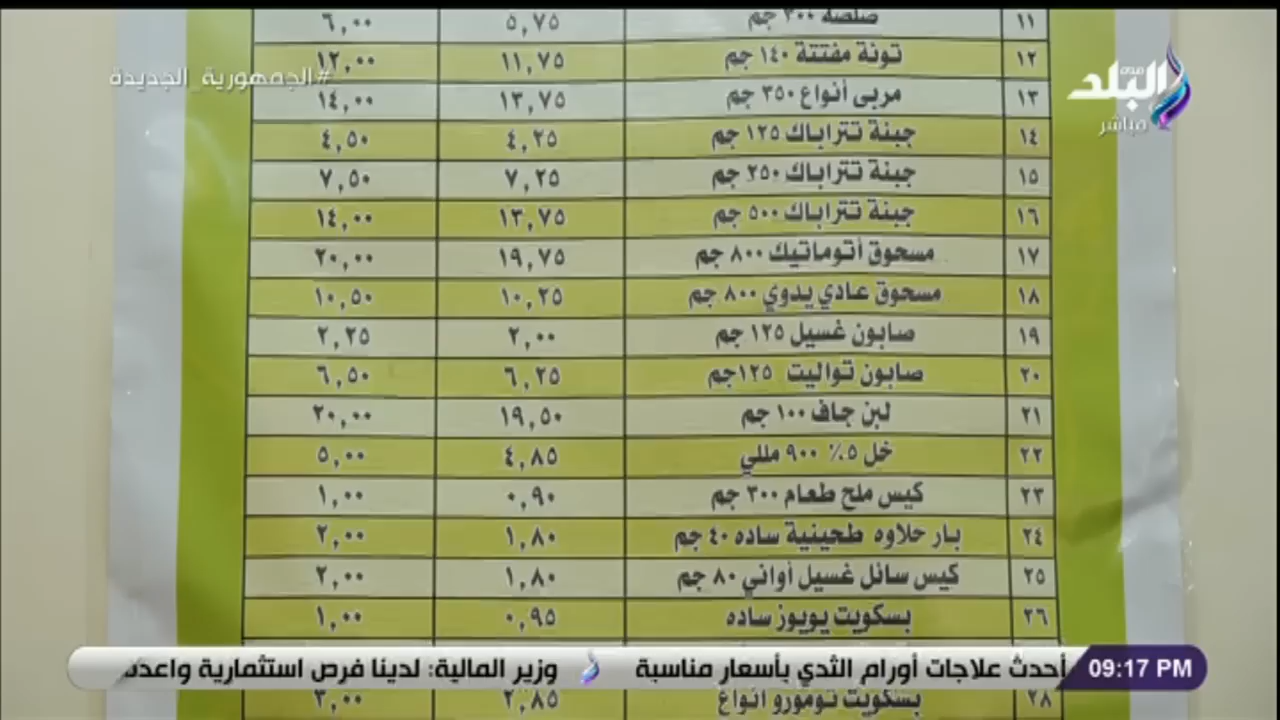 ١١ صلصة ٣٠٠ جم ٥,٧٥ ٦,٠٠
١٢ تونة مفتتة ١٤٠ جم ١١,٧٥ ١٢,٠٠
#الجمهورية_الجديدة
صدى البلد
مباشر
١٣ مربى أنواع ٣٥٠ جم ١٣,٧٥ ١٤,٠٠
١٤ جبنة تتراباك ١٢٥ جم ٤,٢٥ ٤,٥٠
١٥ جبنة تتراباك ٢٥٠ جم ٧,٢٥ ٧,٥٠
١٦ جبنة تتراباك ٥٠٠ جم ١٣,٧٥ ١٤,٠٠
١٧ مسحوق أتوماتيك ٨٠٠ جم ١٩,٧٥ ٢٠,٠٠
١٨ مسحوق عادي يدوي ٨٠٠ جم ١٠,٢٥ ١٠,٥٠
١٩ صابون غسيل ١٢٥ جم ٢,٠٠ ٢,٢٥
٢٠ صابون تواليت ١٢٥جم ٦,٢٥ ٦,٥٠
٢١ لبن جاف ١٠٠ جم ١٩,٥٠ ٢٠,٠٠
٢٢ خل ٥٪ ٩٠٠ مللي ٤,٨٥ ٥,٠٠
٢٣ كيس ملح طعام ٣٠٠ جم ٠,٩٠ ١,٠٠
٢٤ بار حلاوه طحينية ساده ٤٠ جم ١,٨٠ ٢,٠٠
٢٥ كيس سائل غسيل أواني ٨٠ جم ١,٨٠ ٢,٠٠
٢٦ بسكويت يويوز ساده ٠,٩٥ ١,٠٠
09:17 PM أحدث علاجات أورام الثدي بأسعار مناسبة وزير المالية: لدينا فرص استثمارية
٢٨ بسكويت تومورو أنواع ٢,٨٥ ٣,٠٠